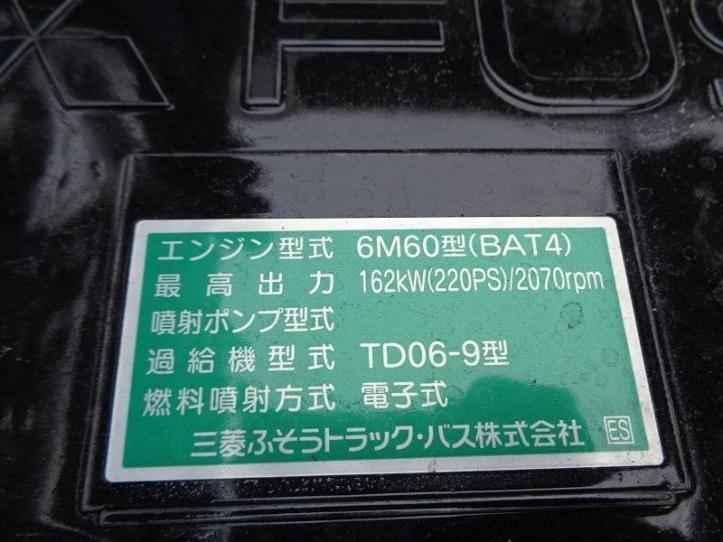 FUS
エンジン型式 6M60型(BAT4)
最高出力 162kW(220PS)/2070rpm
噴射ポンプ型式
過給機型式 TD06-9型
燃料噴射方式 電子式
三菱ふそうトラック・バス株式会社 ES